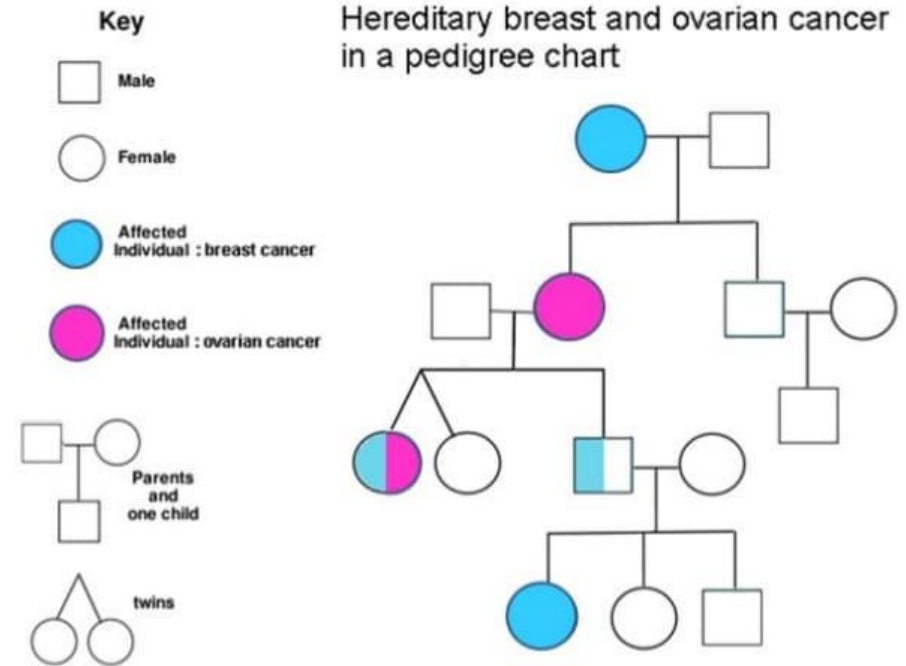 Key
Hereditary breast and ovarian cancer
in a pedigree chart
Male
Female
Affected
Individual : breast cancer
Affected
Individual : ovarian cancer
Parents
and
one child
twins